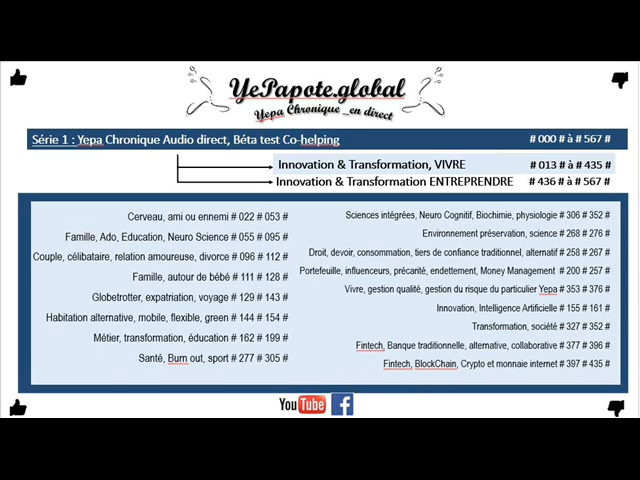 YePapote.global
Yepa Chronique _en direct
Série 1 : Yepa Chronique Audio direct, Béta test Co-helping # 000 # à # 567 #
Innovation & Transformation, VIVRE # 013 # à # 435 #
Innovation & Transformation ENTREPRENDRE # 436 # à # 567 #
Cerveau, ami ou ennemi # 022 # 053 #
Famille, Ado, Education, Neuro Science # 055 # 095 #
Couple, célibataire, relation amoureuse, divorce # 096 # 112 #
Famille, autour de bébé # 111 # 128 #
Globetrotter, expatriation, voyage # 129 # 143 #
Habitation alternative, mobile, flexible, green # 144 # 154 #
Métier, transformation, éducation # 162 # 199 #
Santé, Burn out, sport # 277 # 305 #
Sciences intégrées, Neuro Cognitif, Biochimie, physiologie # 306 # 352 #
Environnement préservation, science # 268 # 276 #
Droit, devoir, consommation, tiers de confiance traditionnel, alternatif # 258 # 267 #
Portefeuille, influenceurs, précarité, endettement, Money Management # 200 # 257 #
Vivre, gestion qualité, gestion du risque du particulier Yepa # 353 # 376 #
Innovation, Intelligence Artificielle # 155 # 161 #
Transformation, société # 327 # 352 #
Fintech, Banque traditionnelle, alternative, collaborative # 377 # 396 #
Fintech, BlockChain, Crypto et monnaie internet # 397 # 435 #
YouTube f